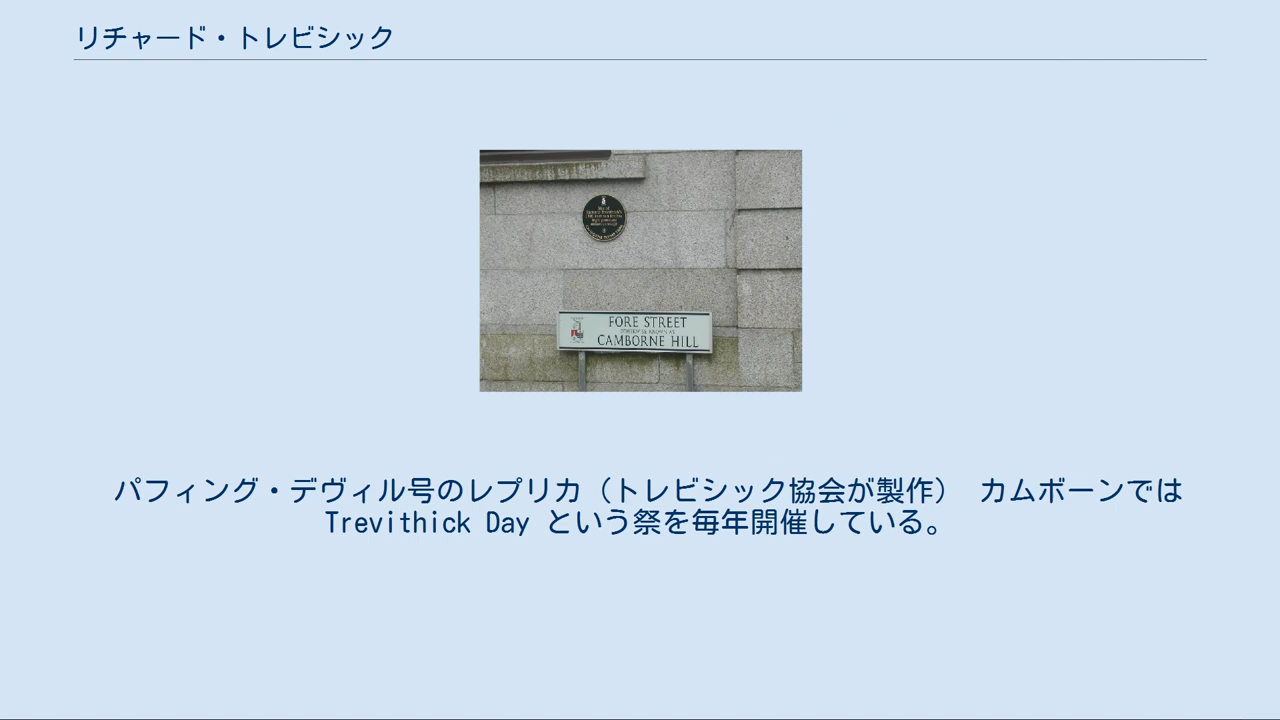 リチャード・トレビシック
FORE STREET
CAMBORNE HILL
パフィング・デヴィル号のレプリカ（トレビシック協会が製作） カムボーンでは
Trevithick Day という祭を毎年開催している。